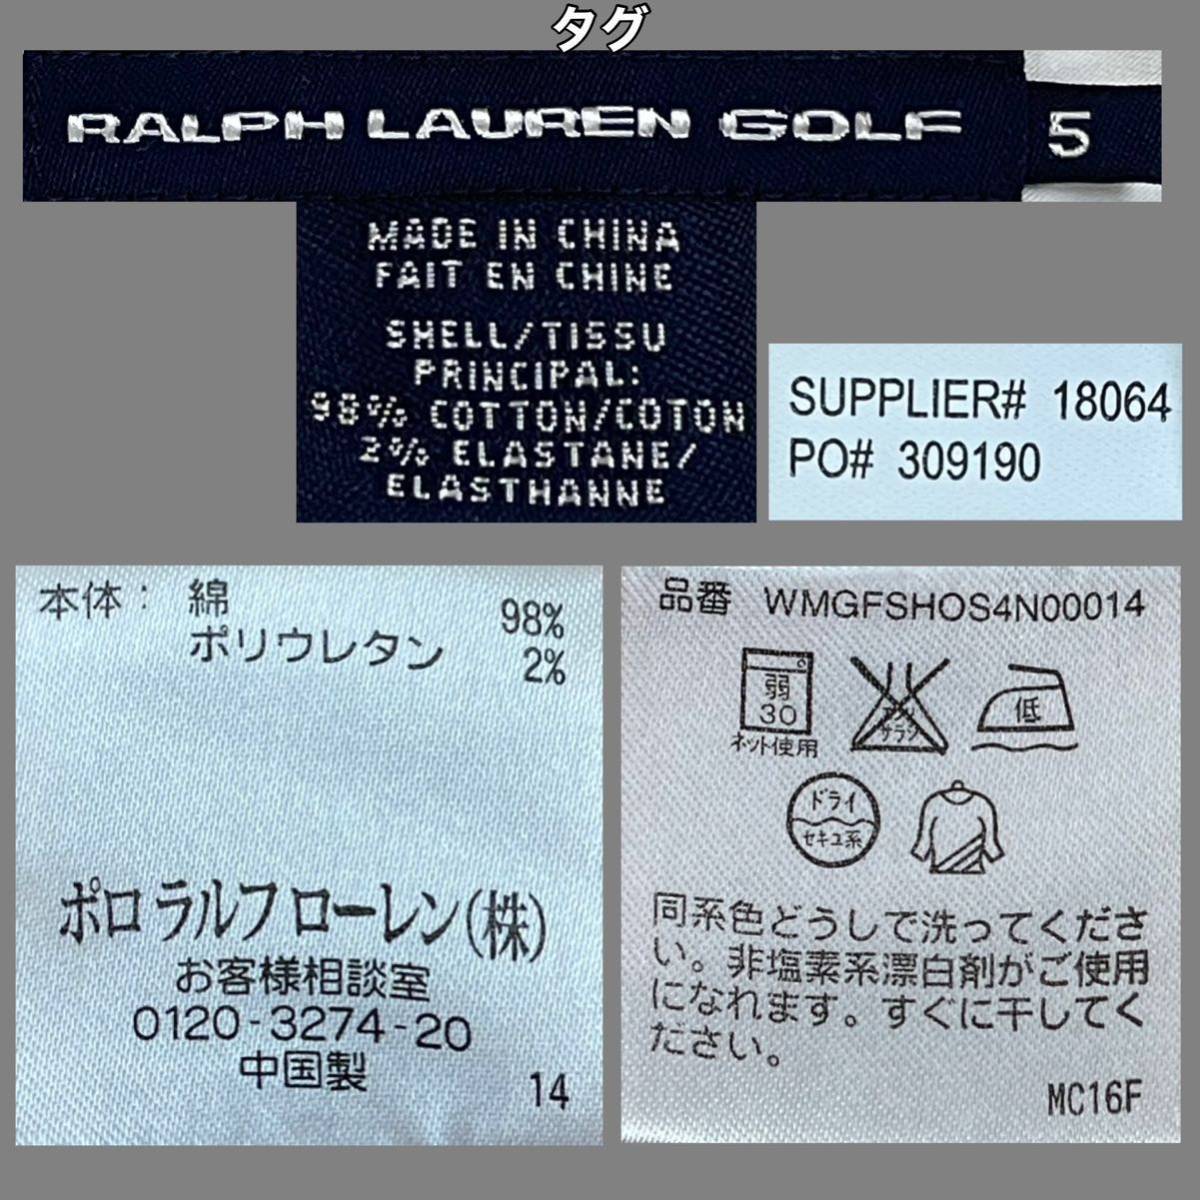 タグ
RALPH LAUREN GOLF 5
MADE IN CHINA
FAIT EN CHINE
SHELL/TISSU
PRINCIPAL:
98% COTTON/COTON
2% ELASTANE/
ELASTHANNE
SUPPLIER# 18064
PO# 309190
本体: 綿 98%
ポリウレタン 2%
ポロ ラルフ ローレン(株)
お客様相談室
0120-3274-20
中国製
14
品番 WMGFSHOS4N00014
弱
30
ネット使用
エンソ
サラシ
低
ドライ
セキユ系
同系色どうしで洗ってくださ
い。非塩素系漂白剤がご使用
になれます。すぐに干してく
ださい。
MC16F